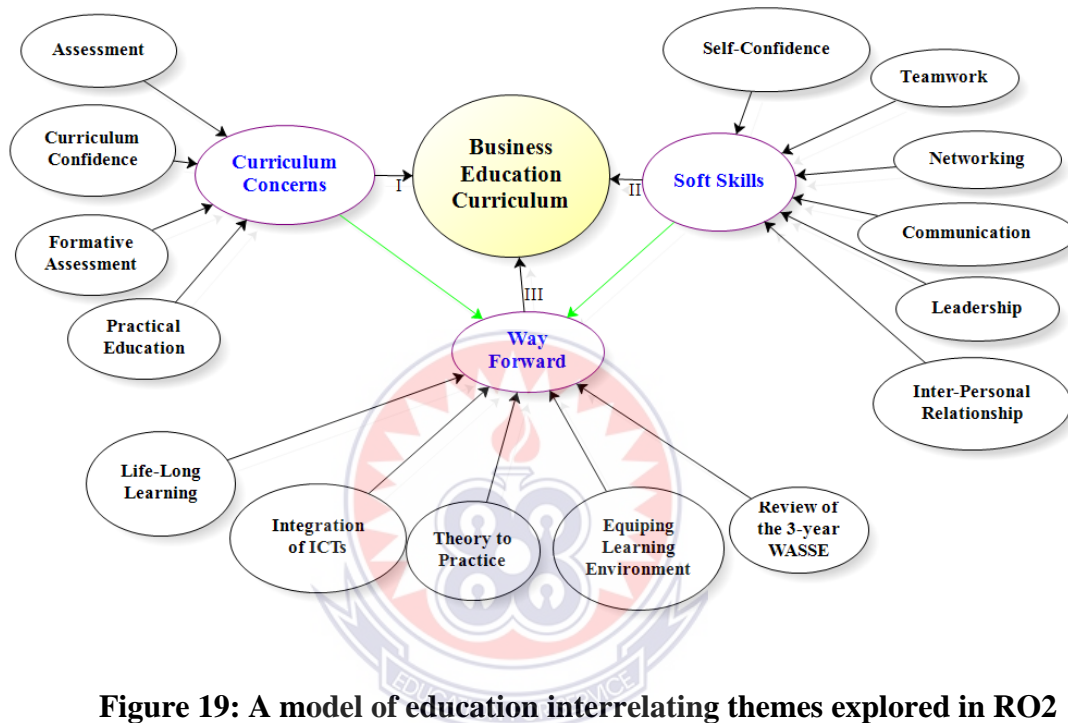 Assessment
Curriculum
Confidence
Formative
Assessment
Practical
Education
Curriculum
Concerns
I
Business
Education
Curriculum
II
III
Soft Skills
Self-Confidence
Teamwork
Networking
Communication
Leadership
Inter-Personal
Relationship
Way
Forward
Life-Long
Learning
Integration
of ICTs
Theory to
Practice
Equiping
Learning
Environment
Review of
the 3-year
WASSE
Figure 19: A model of education interrelating themes explored in RO2